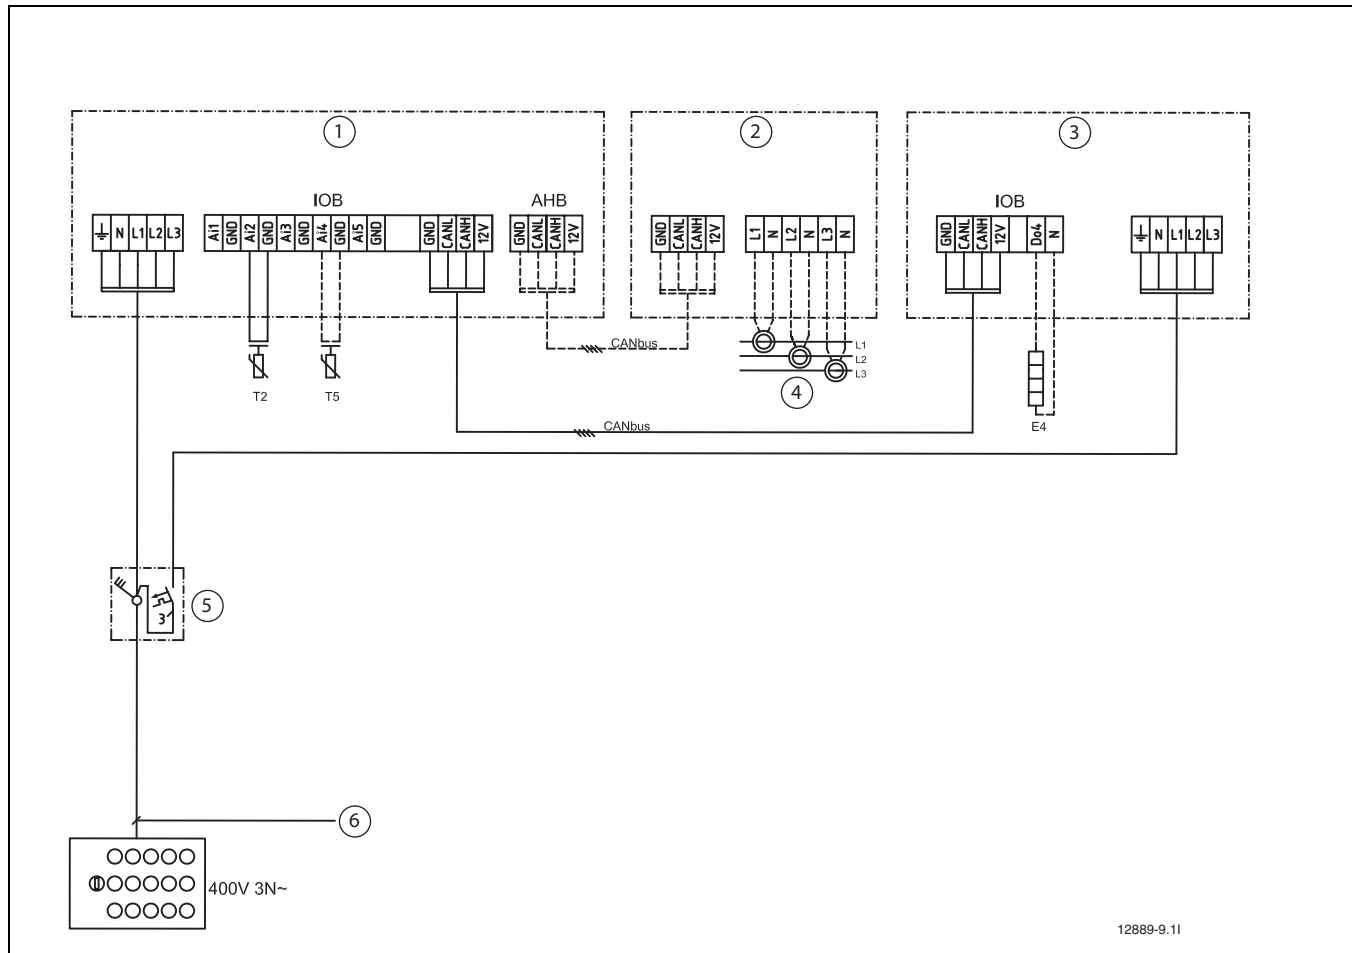 1
2
3
IOB
AHB
IOB
N L1 L2 L3
Ai1 GND Ai2 GND Ai3 GND Ai4 GND Ai5 GND
GND CANL CANH 12V
GND CANL CANH 12V
GND CANL CANH 12V
L1 N L2 N L3 N
GND CANL CANH 12V
Do4 N
N L1 L2 L3
CANbus
L1
L2
L3
T2
T5
4
CANbus
E4
3
5
6
400V 3N~
12889-9.1I